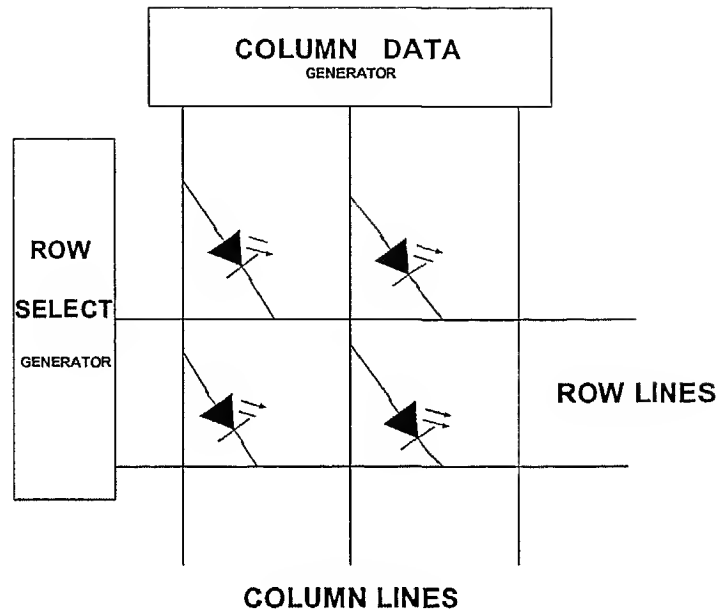 COLUMN DATA
GENERATOR
ROW
SELECT
GENERATOR
ROW LINES
COLUMN LINES